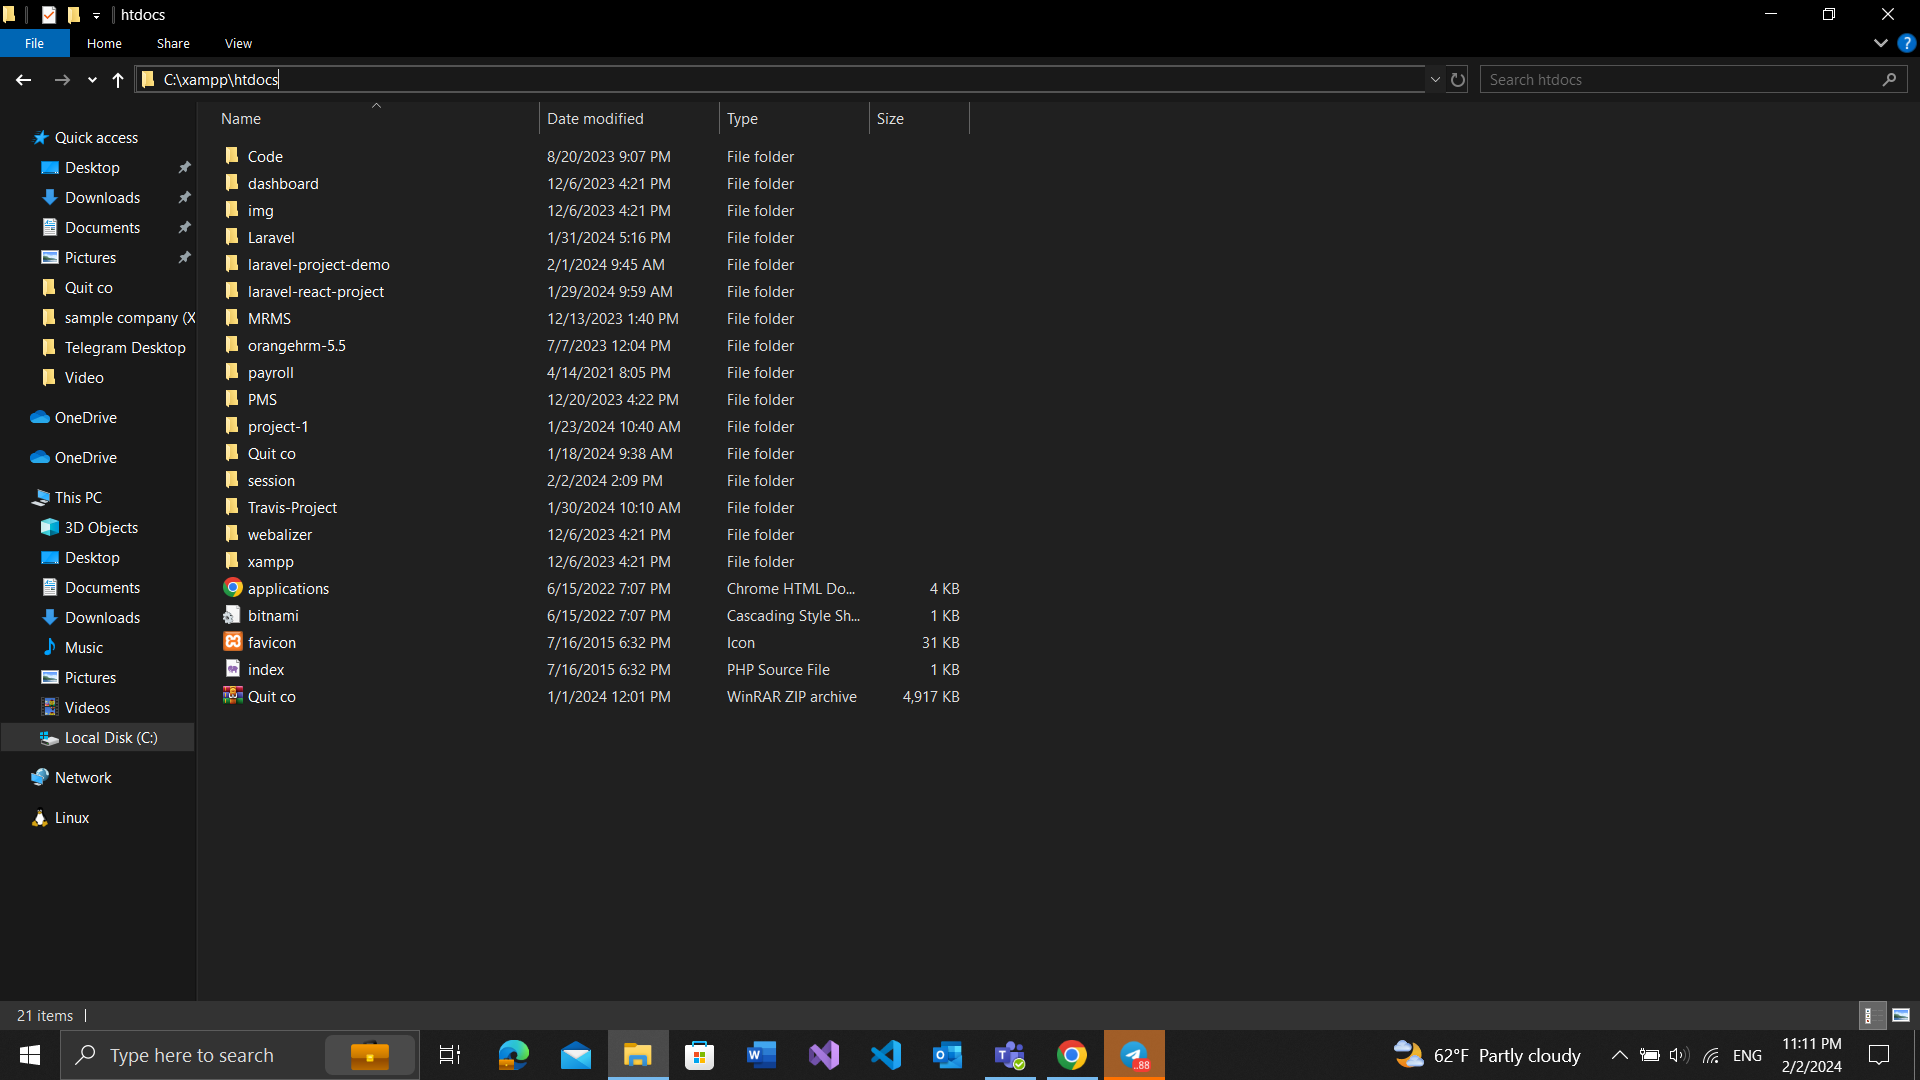 htdocs
File Home Share View
C:\xampp\htdocs
Search htdocs
Name Date modified Type Size
Quick access
Desktop
Downloads
Documents
Pictures
Quit co
sample company (X
Telegram Desktop
Video
OneDrive
OneDrive
This PC
3D Objects
Desktop
Documents
Downloads
Music
Pictures
Videos
Local Disk (C:)
Network
Linux
Code 8/20/2023 9:07 PM File folder
dashboard 12/6/2023 4:21 PM File folder
img 12/6/2023 4:21 PM File folder
Laravel 1/31/2024 5:16 PM File folder
laravel-project-demo 2/1/2024 9:45 AM File folder
laravel-react-project 1/29/2024 9:59 AM File folder
MRMS 12/13/2023 1:40 PM File folder
orangehrm-5.5 7/7/2023 12:04 PM File folder
payroll 4/14/2021 8:05 PM File folder
PMS 12/20/2023 4:22 PM File folder
project-1 1/23/2024 10:40 AM File folder
Quit co 1/18/2024 9:38 AM File folder
session 2/2/2024 2:09 PM File folder
Travis-Project 1/30/2024 10:10 AM File folder
webalizer 12/6/2023 4:21 PM File folder
xampp 12/6/2023 4:21 PM File folder
applications 6/15/2022 7:07 PM Chrome HTML Do... 4 KB
bitnami 6/15/2022 7:07 PM Cascading Style Sh... 1 KB
favicon 7/16/2015 6:32 PM Icon 31 KB
index 7/16/2015 6:32 PM PHP Source File 1 KB
Quit co 1/1/2024 12:01 PM WinRAR ZIP archive 4,917 KB
21 items
Type here to search
..88
62°F Partly cloudy
ENG
11:11 PM
2/2/2024